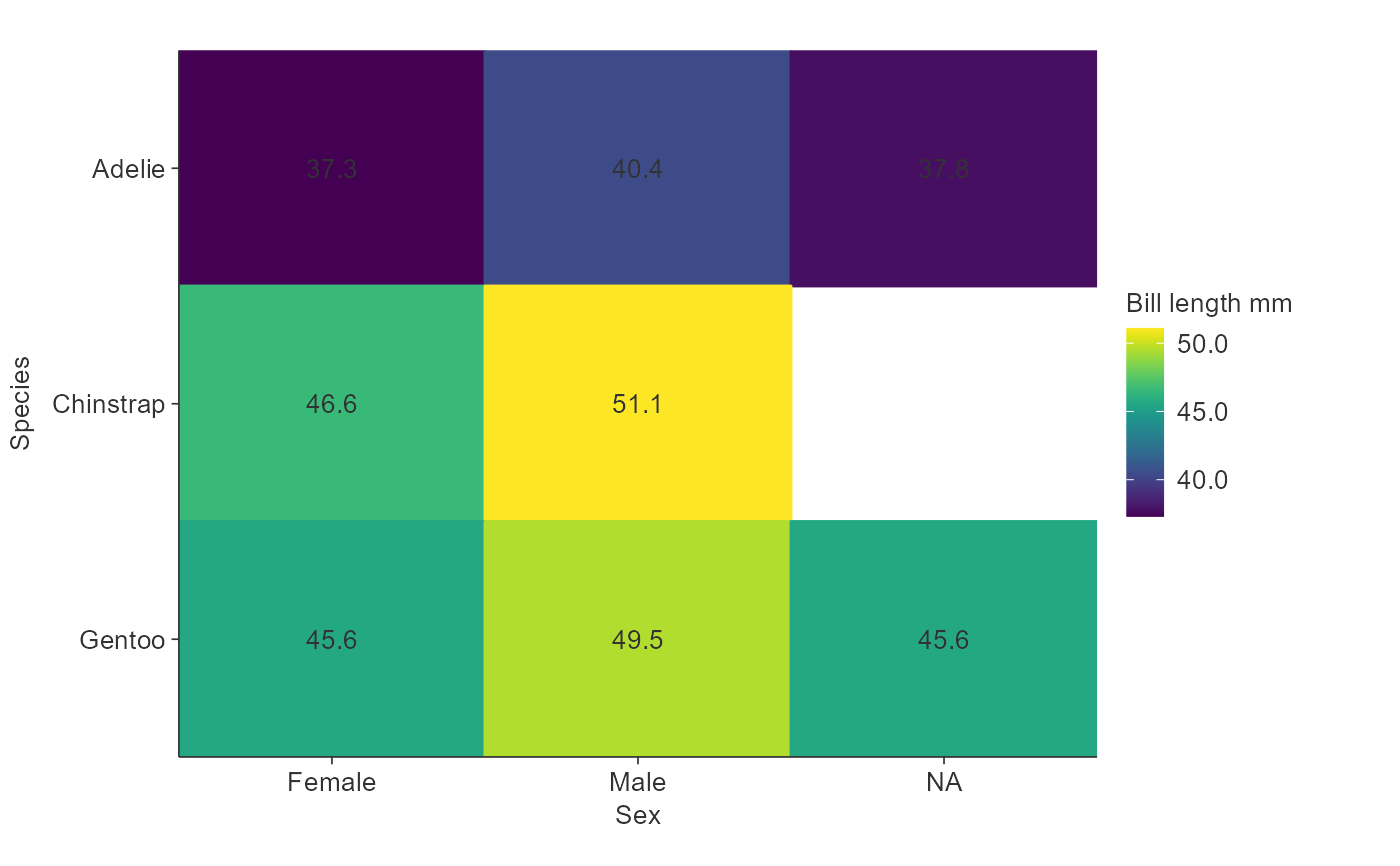 Adelie
37.3
40.4
37.8
Chinstrap
46.6
51.1
Gentoo
45.6
49.5
45.6
Female
Male
NA
Sex
Species
Bill length mm
50.0
45.0
40.0